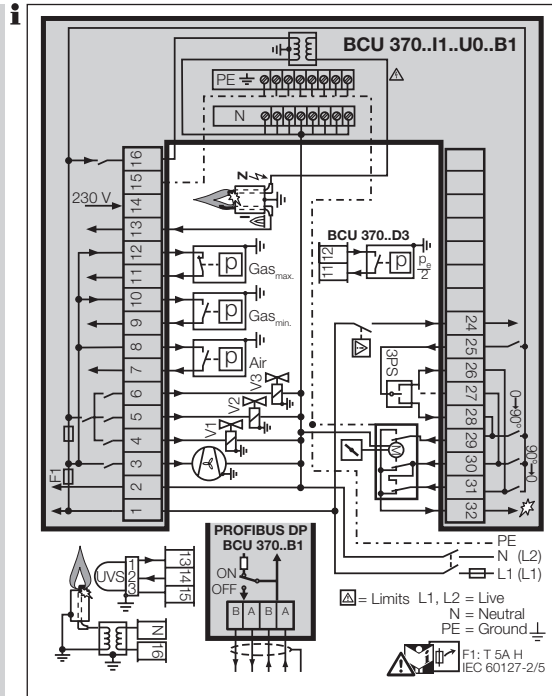 i
BCU 370..I1..U0..B1
PE
N
16
15
14
13
12
11
10
9
8
7
6
5
4
3
2
1
230 V
F1
Z
I
p
Gas max.
p
Gas min.
p
Air
V3
V2
V1
BCU 370..D3
12
11
p
pe
2
24
25
26
27
28
29
30
31
32
3PS
M
0→90°
90°→0
PROFIBUS DP
BCU 370..B1
ON
OFF
B A B A
UVS
1
2
3
13
14
15
N
16
PE
N (L2)
L1 (L1)
= Limits L1, L2 = Live
N = Neutral
PE = Ground
F1: T 5A H
IEC 60127-2/5